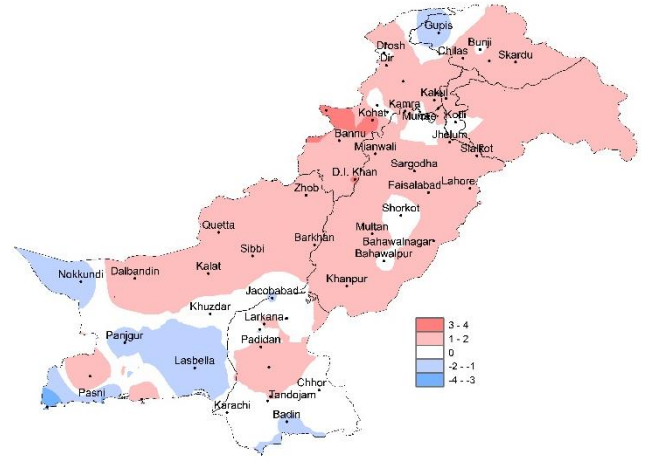 Gupis
Drosh
Bunji
Chilas
Dir
Skardu
Kakul
Kamra
Kohat
Murree
Kotli
Bannu
Jhelum
Mianwali
Sialkot
Sargodha
D.I. Khan
Faisalabad
Lahore
Zhob
Shorkot
Quetta
Multan
Barkhan
Bahawalnagar
Sibbi
Bahawalpur
Nokkundi
Dalbandin
Kalat
Khanpur
Jacobabad
Khuzdar
Larkana
3 - 4
1 - 2
0
-2 - -1
-4 - -3
Panjgur
Padidan
Lasbella
Chhor
Pasni
Tandojam
Karachi
Badin